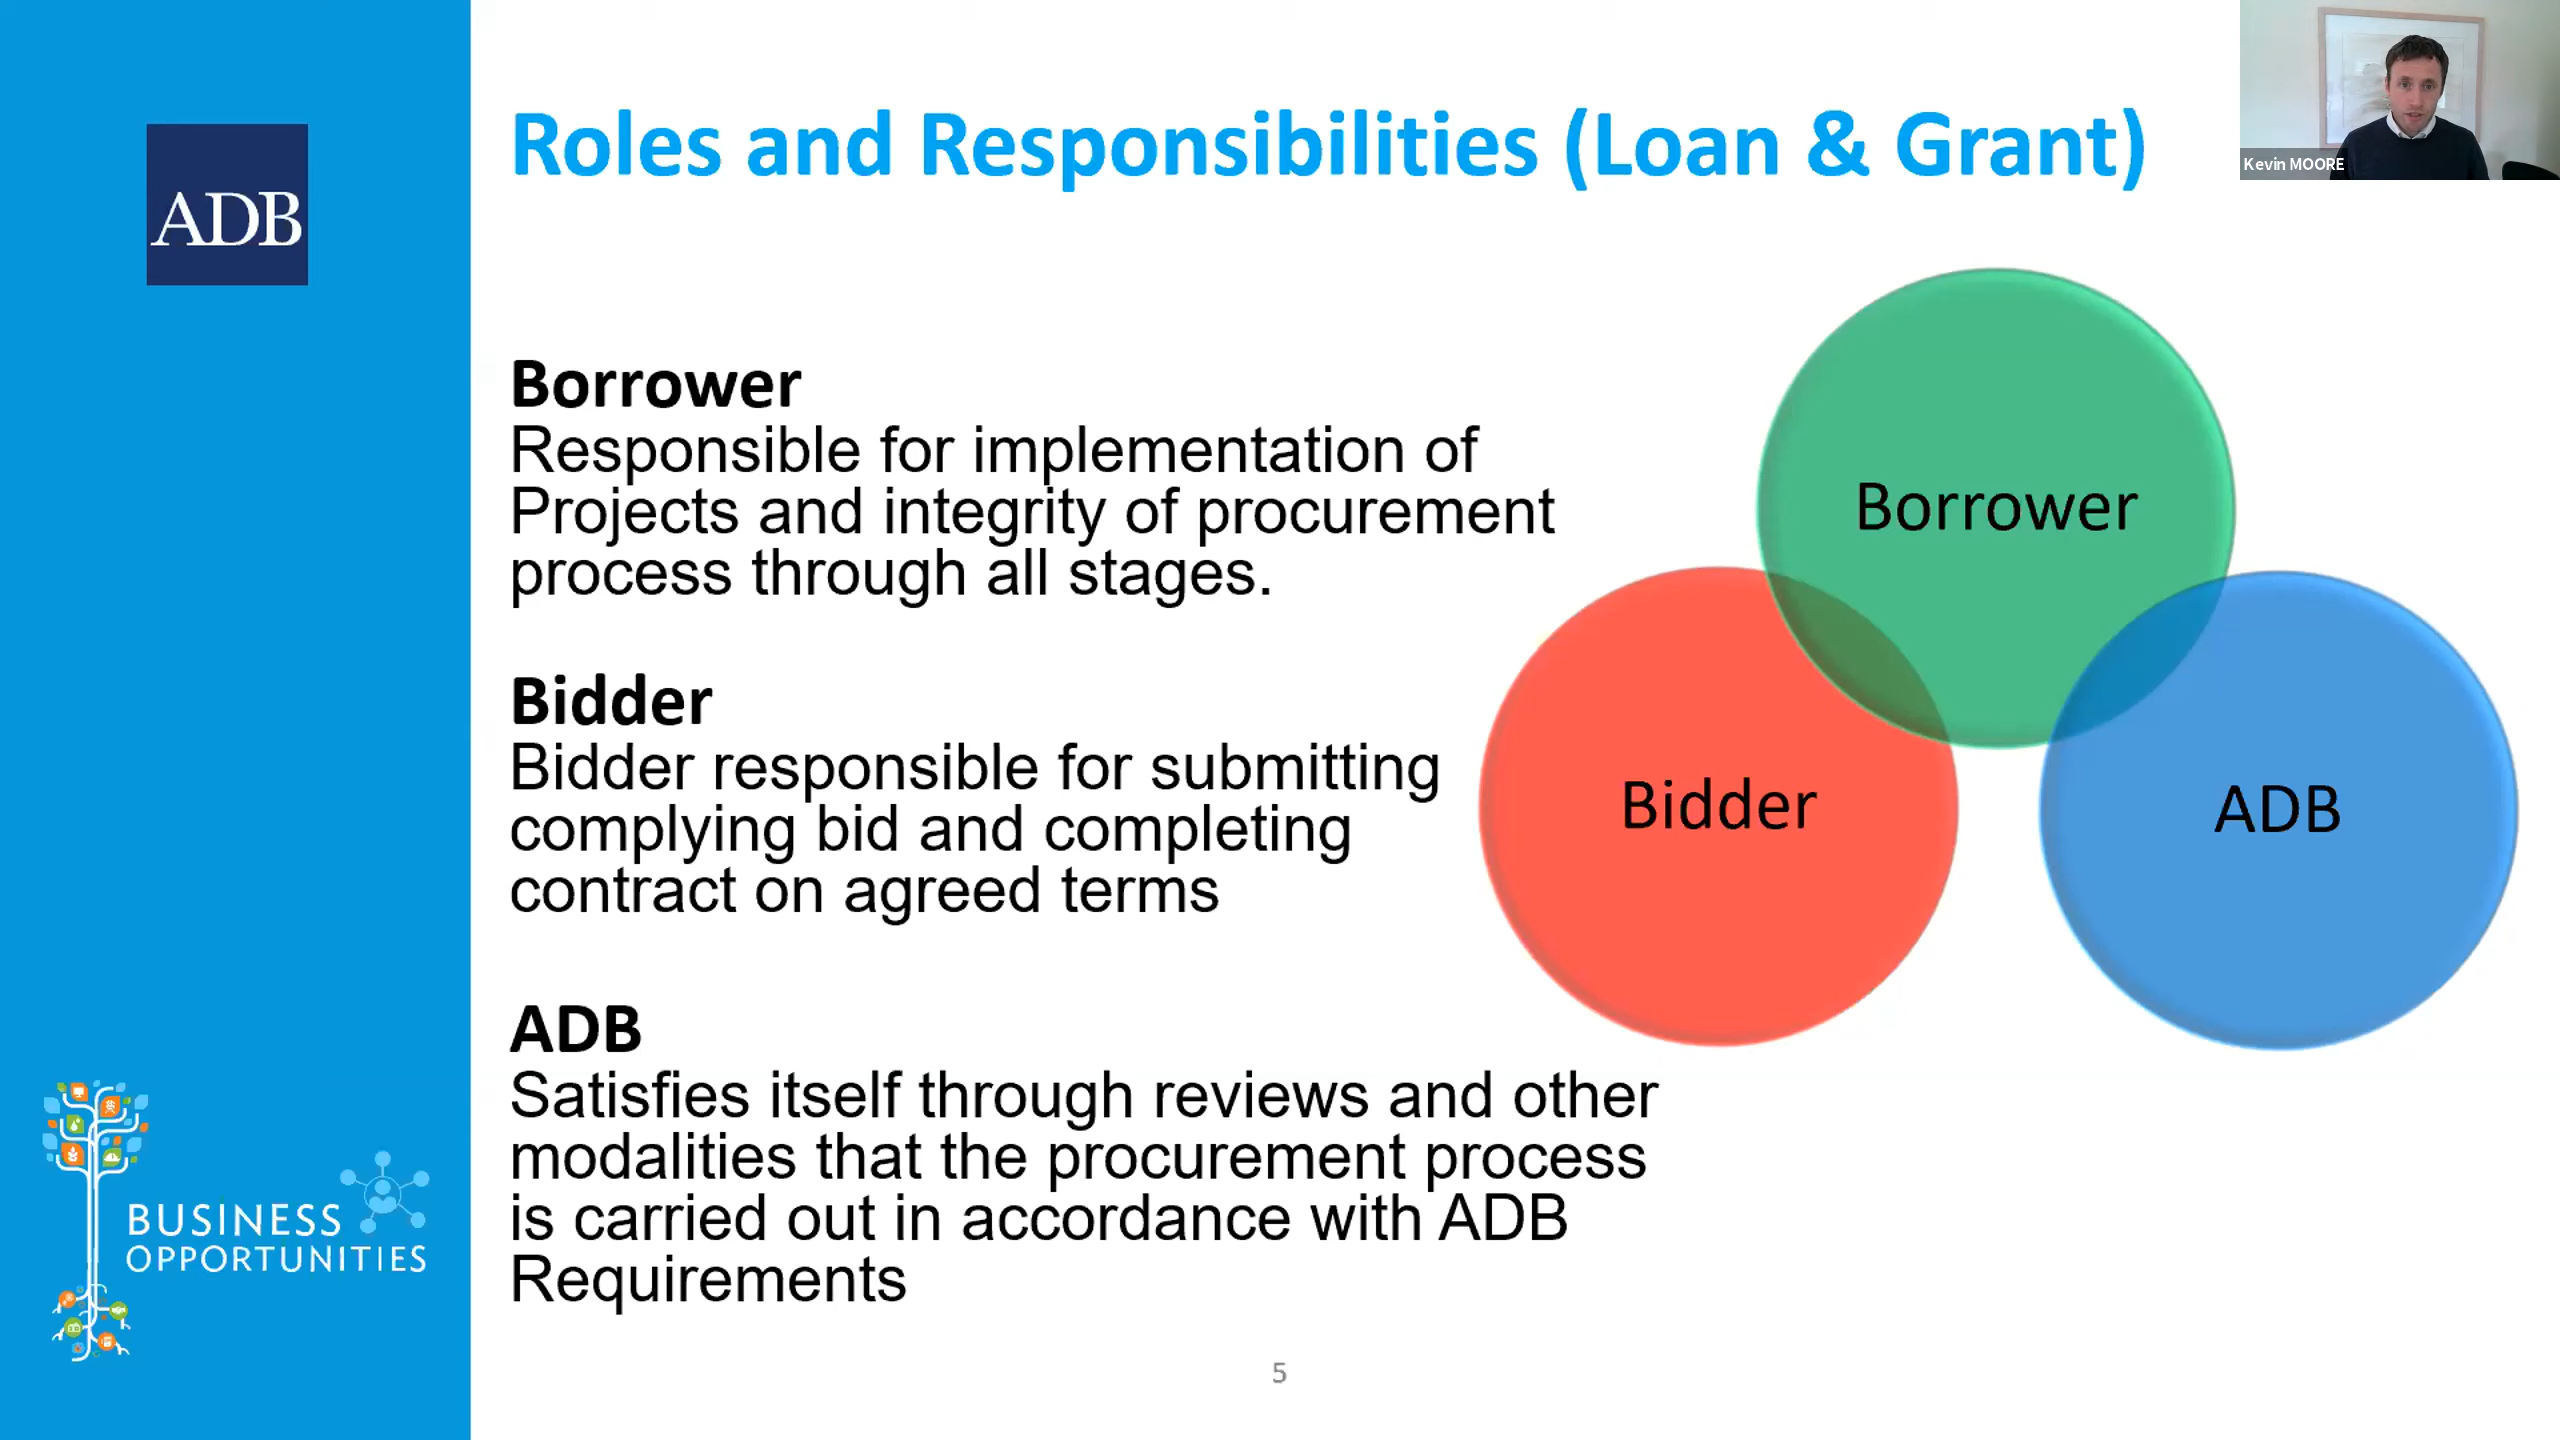 ADB
Roles and Responsibilities (Loan & Grant)
Kevin MOORE
Borrower
Responsible for implementation of
Projects and integrity of procurement
process through all stages.
Bidder
Bidder responsible for submitting
complying bid and completing
contract on agreed terms
ADB
Satisfies itself through reviews and other
modalities that the procurement process
is carried out in accordance with ADB
Requirements
Borrower
Bidder
ADB
BUSINESS
OPPORTUNITIES
5